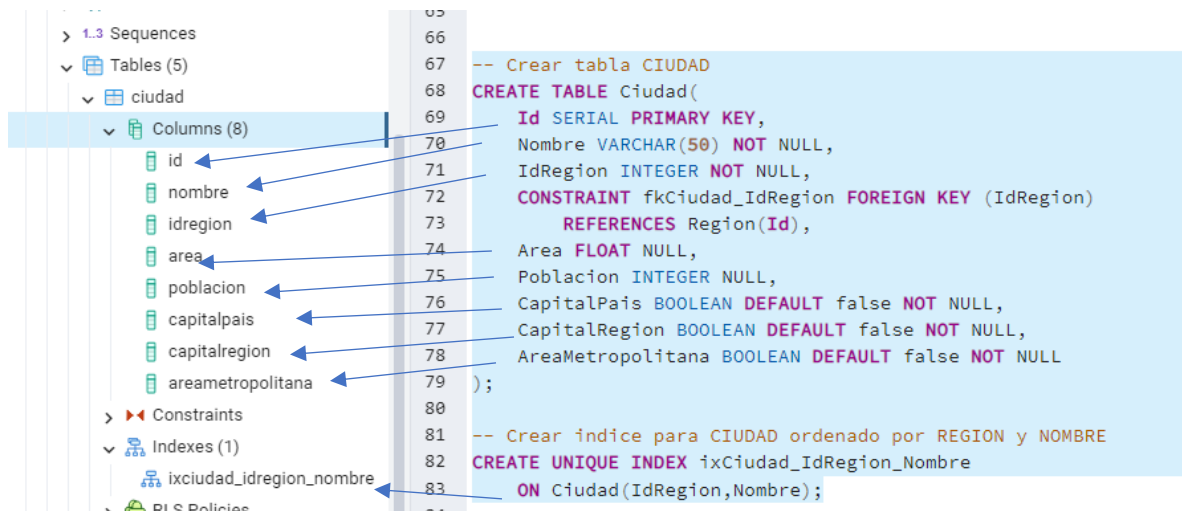 65
1..3 Sequences
Tables (5)
ciudad
Columns (8)
id
nombre
idregion
area
poblacion
capitalpais
capitalregion
areametropolitana
Constraints
Indexes (1)
ixciudad_idregion_nombre
RLS Policies
66
67 -- Crear tabla CIUDAD
68 CREATE TABLE Ciudad(
69 Id SERIAL PRIMARY KEY,
70 Nombre VARCHAR(50) NOT NULL,
71 IdRegion INTEGER NOT NULL,
72 CONSTRAINT fkCiudad_IdRegion FOREIGN KEY (IdRegion)
73 REFERENCES Region(Id),
74 Area FLOAT NULL,
75 Poblacion INTEGER NULL,
76 CapitalPais BOOLEAN DEFAULT false NOT NULL,
77 CapitalRegion BOOLEAN DEFAULT false NOT NULL,
78 AreaMetropolitana BOOLEAN DEFAULT false NOT NULL
79 );
80
81 -- Crear indice para CIUDAD ordenado por REGION y NOMBRE
82 CREATE UNIQUE INDEX ixCiudad_IdRegion_Nombre
83 ON Ciudad(IdRegion,Nombre);